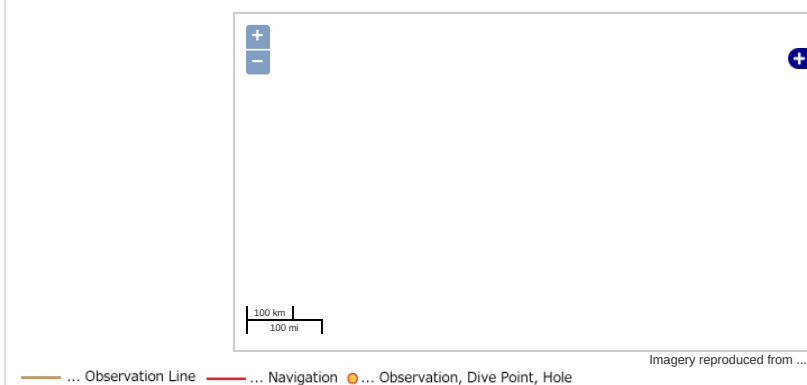 +
−
100 km
100 mi
Imagery reproduced from ...
... Observation Line ... Navigation ... Observation, Dive Point, Hole